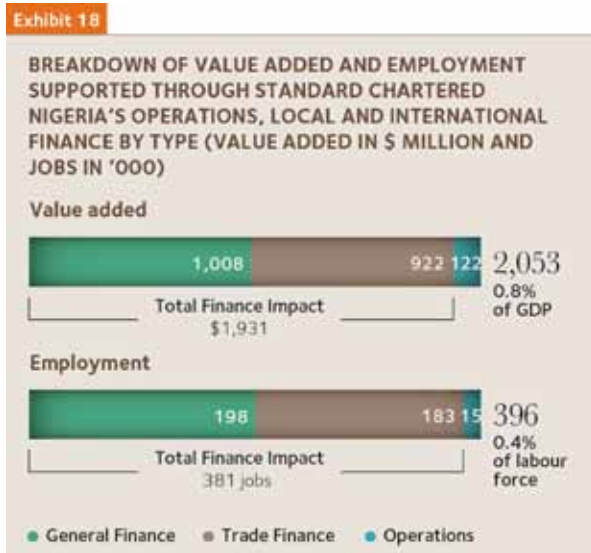 Exhibit 18
BREAKDOWN OF VALUE ADDED AND EMPLOYMENT
SUPPORTED THROUGH STANDARD CHARTERED
NIGERIA'S OPERATIONS, LOCAL AND INTERNATIONAL
FINANCE BY TYPE (VALUE ADDED IN $ MILLION AND
JOBS IN '000)
Value added
1,008 922 122 2,053
0.8%
of GDP
Total Finance Impact
$1,931
Employment
198 183 15 396
0.4%
of labour
force
Total Finance Impact
381 jobs
General Finance Trade Finance Operations